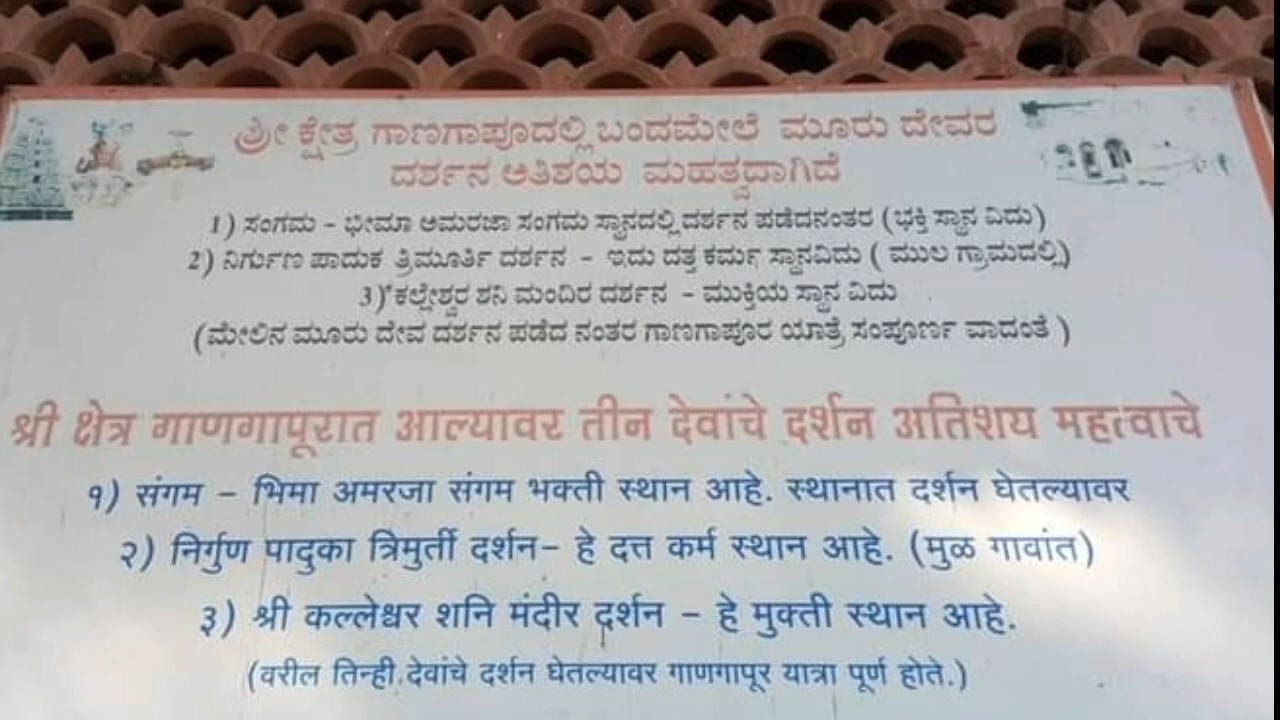 ಶ್ರೀ ಕ್ಷೇತ್ರ ಗಾಣಗಾಪೂದಲ್ಲಿ ಬಂದಮೇಲೆ ಮೂರು ದೇವರ
ದರ್ಶನ ಅತಿಶಯ ಮಹತ್ವದಾಗಿದೆ
1) ಸಂಗಮ - ಭೀಮಾ ಅಮರಜಾ ಸಂಗಮ ಸ್ಥಾನದಲ್ಲಿ ದರ್ಶನ ಪಡೆದನಂತರ (ಭಕ್ತಿ ಸ್ಥಾನ ವಿದು)
2) ನಿರ್ಗುಣ ಪಾದುಕ ತ್ರಿಮೂರ್ತಿ ದರ್ಶನ - ಇದು ದತ್ತ ಕರ್ಮ ಸ್ಥಾನವಿದು ( ಮುಲ ಗ್ರಾಮದಲ್ಲಿ)
3) ಕಲ್ಲೇಶ್ವರ ಶನಿ ಮಂದಿರ ದರ್ಶನ - ಮುಕ್ತಿಯ ಸ್ಥಾನ ವಿದು
(ಮೇಲಿನ ಮೂರು ದೇವ ದರ್ಶನ ಪಡೆದ ನಂತರ ಗಾಣಗಾಪೂರ ಯಾತ್ರೆ ಸಂಪೂರ್ಣ ವಾದಂತೆ )
श्री क्षेत्र गाणगापूरात आल्यावर तीन देवांचे दर्शन अतिशय महत्वाचे
१) संगम - भिमा अमरजा संगम भक्ती स्थान आहे. स्थानात दर्शन घेतल्यावर
२) निर्गुण पादुका त्रिमुर्ती दर्शन- हे दत्त कर्म स्थान आहे. (मुळ गावांत)
३) श्री कल्लेश्वर शनि मंदीर दर्शन - हे मुक्ती स्थान आहे.
(वरील तिन्ही देवांचे दर्शन घेतल्यावर गाणगापूर यात्रा पूर्ण होते.)